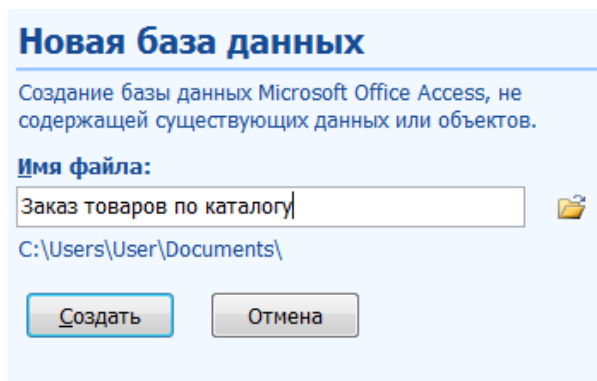 Новая база данных
Создание базы данных Microsoft Office Access, не
содержащей существующих данных или объектов.
Имя файла:
Заказ товаров по каталогу
C:\Users\User\Documents\
Создать Отмена